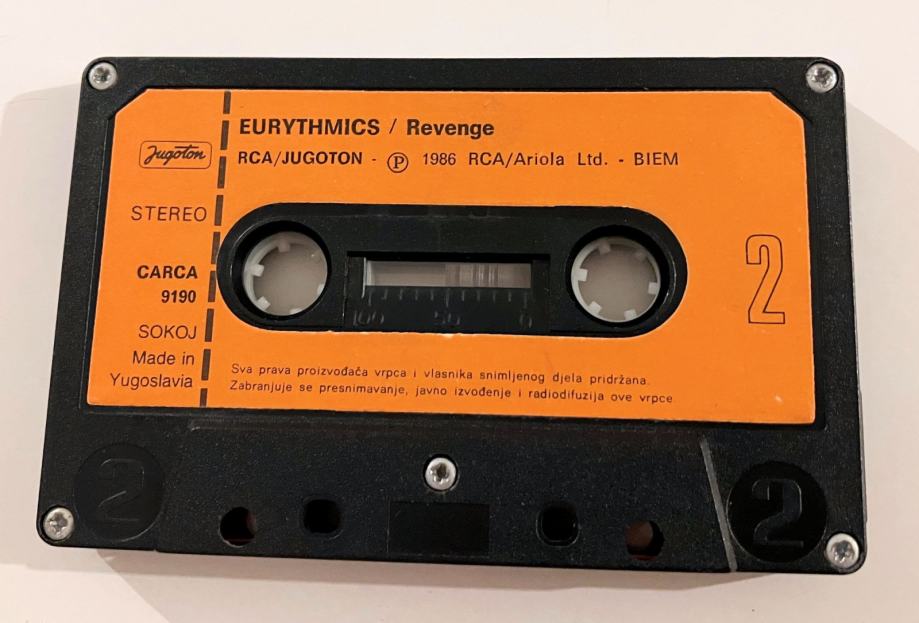 EURYTHMICS / Revenge
RCA/JUGOTON - Ⓟ 1986 RCA/Ariola Ltd. - BIEM
Jugoton
STEREO
CARCA
9190
SOKOJ
Made in
Yugoslavia
2
100 50 0
Sva prava proizvođača vrpca i vlasnika snimljenog djela pridržana.
Zabranjuje se presnimavanje, javno izvođenje i radiodifuzija ove vrpce
2
2